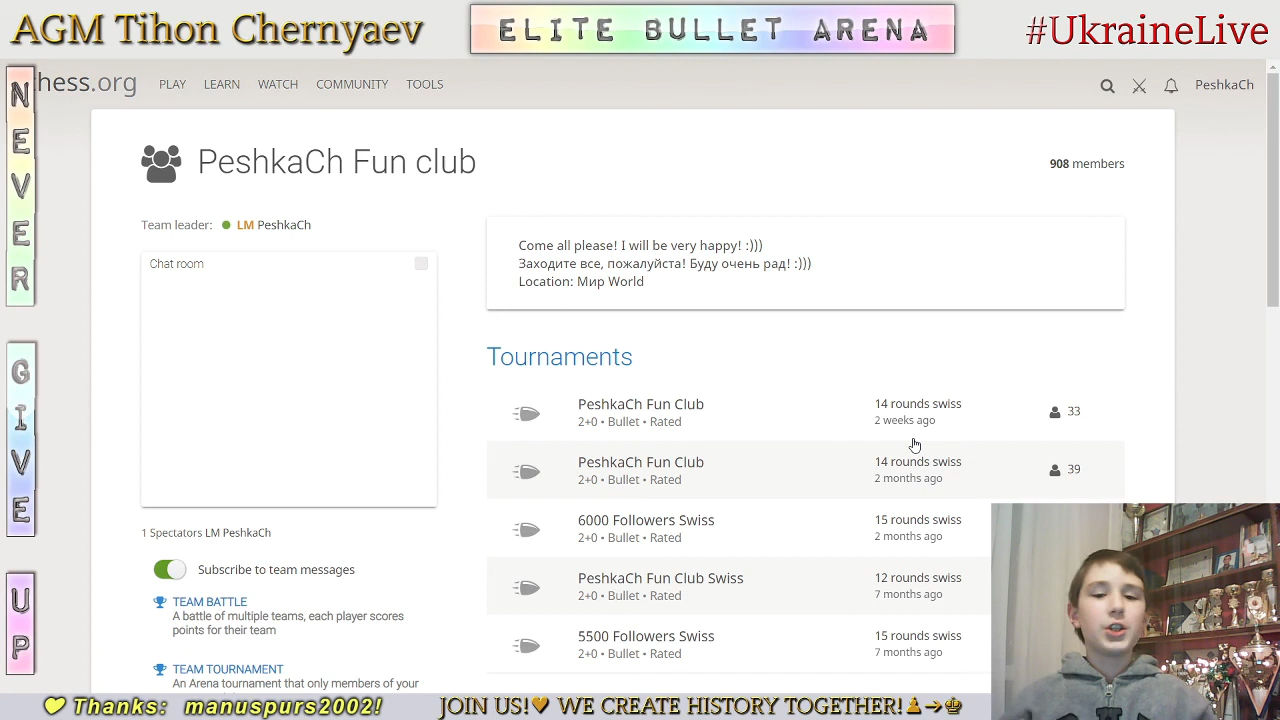 AGM Tihon Chernyaev
ELITE BULLET ARENA
#UkraineLive
NEVER
GIVE
UP
hess.org
PLAY
LEARN
WATCH
COMMUNITY
TOOLS
PeshkaCh
PeshkaCh Fun club
908 members
Team leader: LM PeshkaCh
Chat room
Come all please! I will be very happy! :)))
Заходите все, пожалуйста! Буду очень рад! :)))
Location: Мир World
Tournaments
PeshkaCh Fun Club
2+0 • Bullet • Rated
14 rounds swiss
2 weeks ago
33
PeshkaCh Fun Club
2+0 • Bullet • Rated
14 rounds swiss
2 months ago
39
6000 Followers Swiss
2+0 • Bullet • Rated
15 rounds swiss
2 months ago
PeshkaCh Fun Club Swiss
2+0 • Bullet • Rated
12 rounds swiss
7 months ago
5500 Followers Swiss
2+0 • Bullet • Rated
15 rounds swiss
7 months ago
1 Spectators LM PeshkaCh
Subscribe to team messages
TEAM BATTLE
A battle of multiple teams, each player scores
points for their team
TEAM TOURNAMENT
An Arena tournament that only members of your
Thanks: manuspurs2002!
JOIN US! WE CREATE HISTORY TOGETHER!